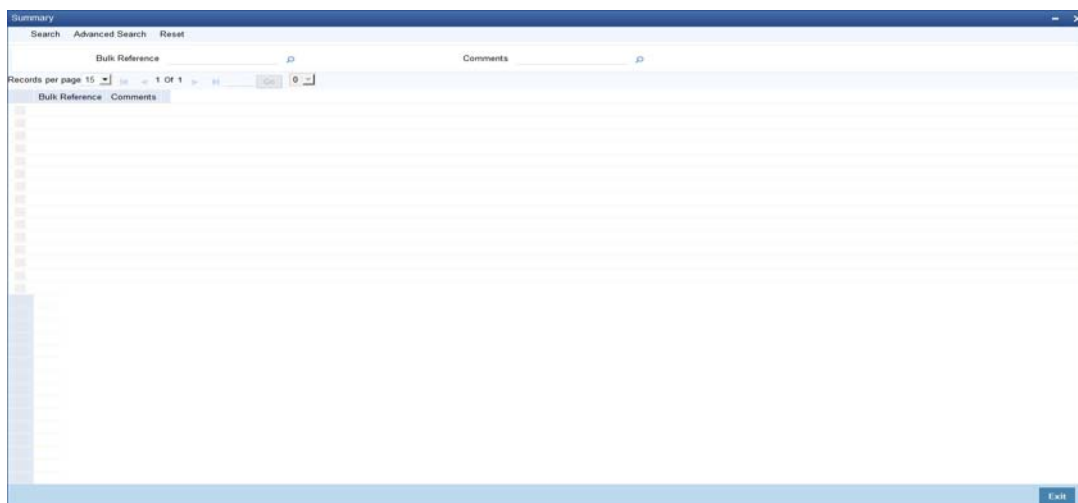 Summary
Search Advanced Search Reset
Bulk Reference Comments
Records per page 15 1 Of 1 Go 0
Bulk Reference Comments
Exit